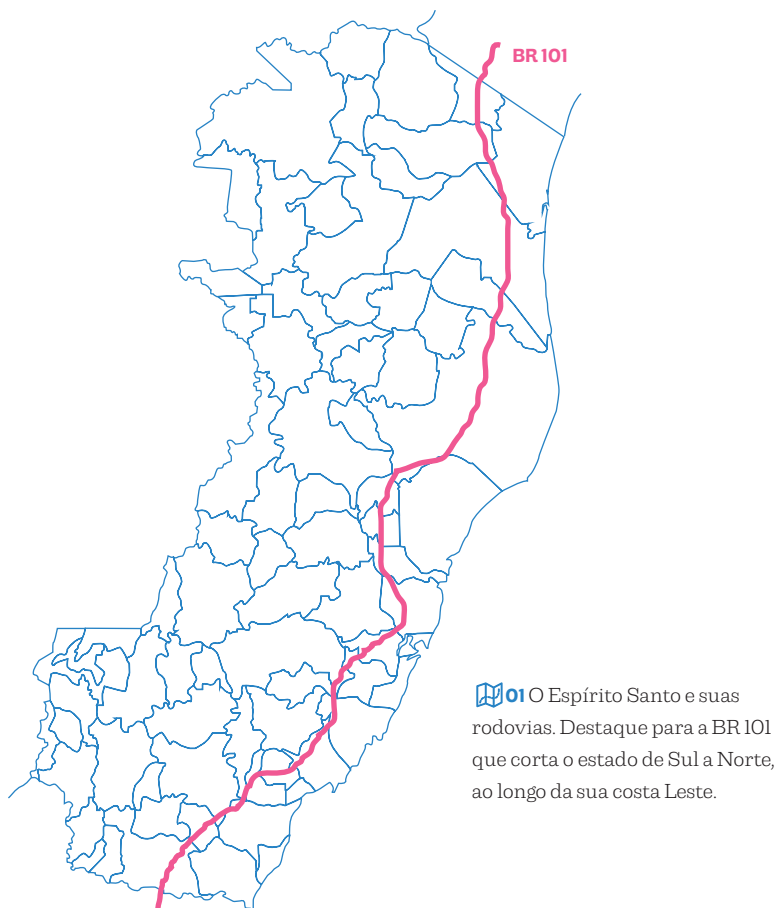 BR 101
01 O Espírito Santo e suas
rodovias. Destaque para a BR 101
que corta o estado de Sul a Norte,
ao longo da sua costa Leste.